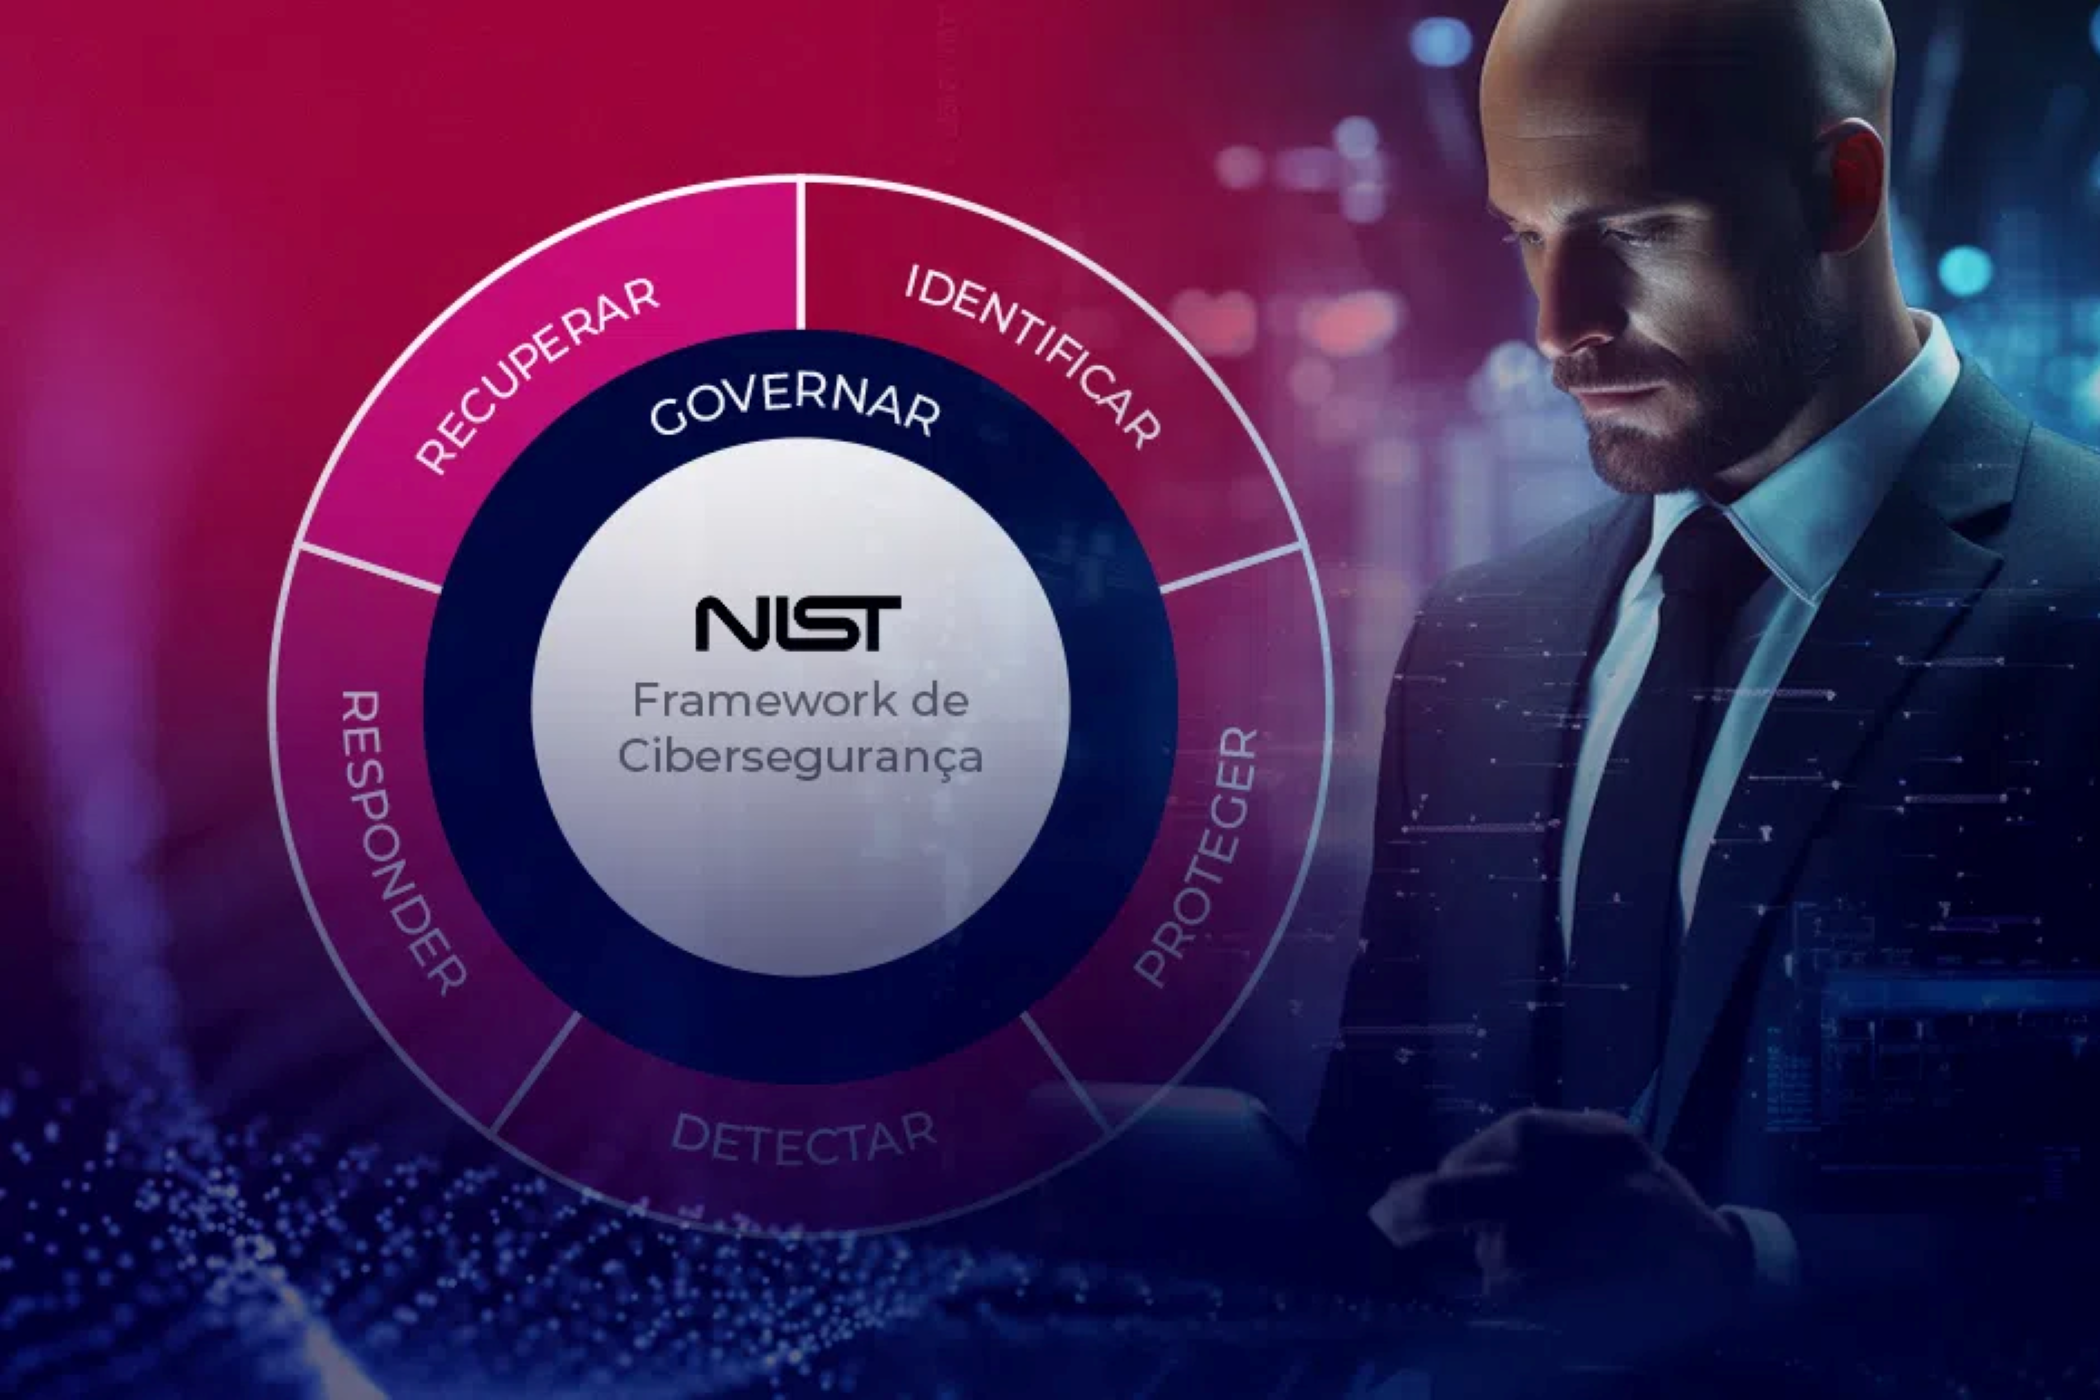 RECUPERAR
IDENTIFICAR
GOVERNAR
NIST
Framework de
Cibersegurança
RESPONDER
PROTEGER
DETECTAR